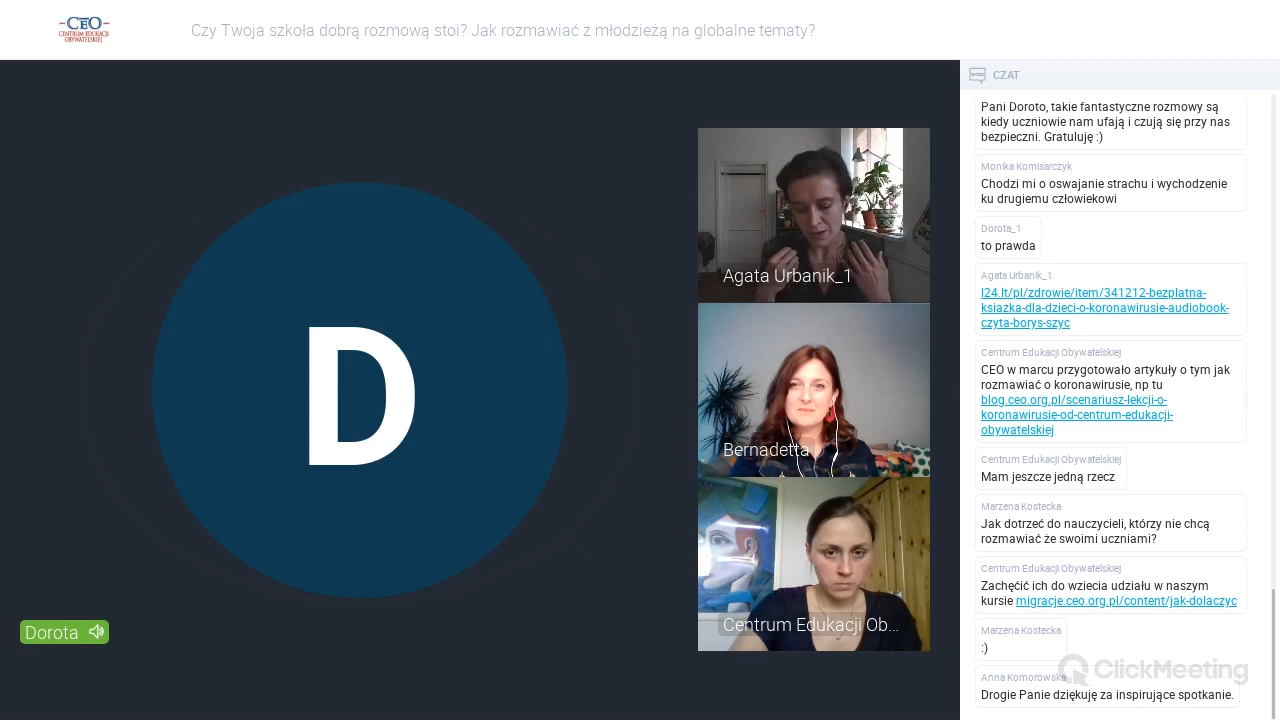 CEO
CENTRUM EDUKACJI
OBYWATELSKIEJ
Czy Twoja szkoła dobrą rozmową stoi? Jak rozmawiać z młodzieżą na globalne tematy?
D
Dorota
Agata Urbanik_1
Bernadetta
Centrum Edukacji Ob...
CZAT
Pani Doroto, takie fantastyczne rozmowy są
kiedy uczniowie nam ufają i czują się przy nas
bezpieczni. Gratuluję :)
Monika Komisarczyk
Chodzi mi o oswajanie strachu i wychodzenie
ku drugiemu człowiekowi
Dorota_1
to prawda
Agata Urbanik_1
l24.lt/pl/zdrowie/item/341212-bezplatna-
ksiazka-dla-dzieci-o-koronawirusie-audiobook-
czyta-borys-szyc
Centrum Edukacji Obywatelskiej
CEO w marcu przygotowało artykuły o tym jak
rozmawiać o koronawirusie, np tu
blog.ceo.org.pl/scenariusz-lekcji-o-
koronawirusie-od-centrum-edukacji-
obywatelskiej
Centrum Edukacji Obywatelskiej
Mam jeszcze jedną rzecz
Marzena Kostecka
Jak dotrzeć do nauczycieli, którzy nie chcą
rozmawiać że swoimi uczniami?
Centrum Edukacji Obywatelskiej
Zachęćić ich do wziecia udziału w naszym
kursie migracje.ceo.org.pl/content/jak-dolaczyc
Marzena Kostecka
:)
Anna Komorowska
Drogie Panie dziękuję za inspirujące spotkanie.
ClickMeeting